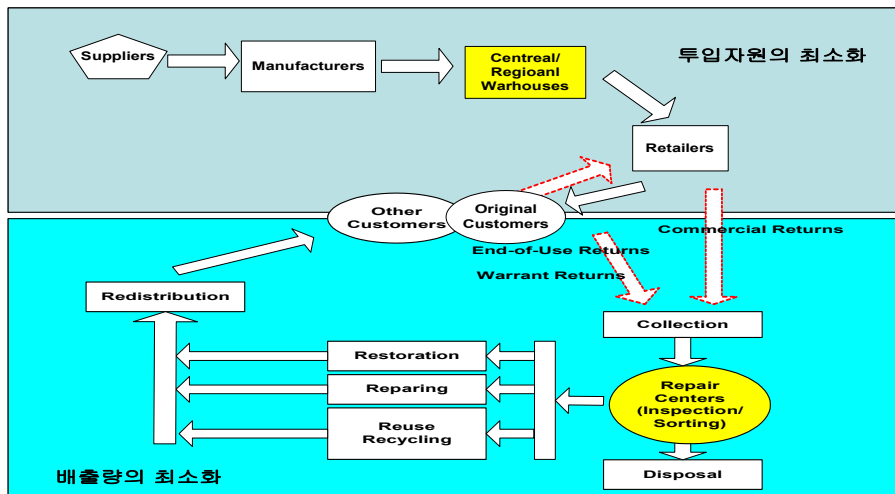 Suppliers
Manufacturers
Centreal/
Regioanl
Warhouses
투입자원의 최소화
Retailers
Other
Customers
Original
Customers
Commercial Returns
End-of-Use Returns
Warrant Returns
Redistribution
Collection
Restoration
Reparing
Reuse
Recycling
Repair
Centers
(Inspection/
Sorting)
Disposal
배출량의 최소화